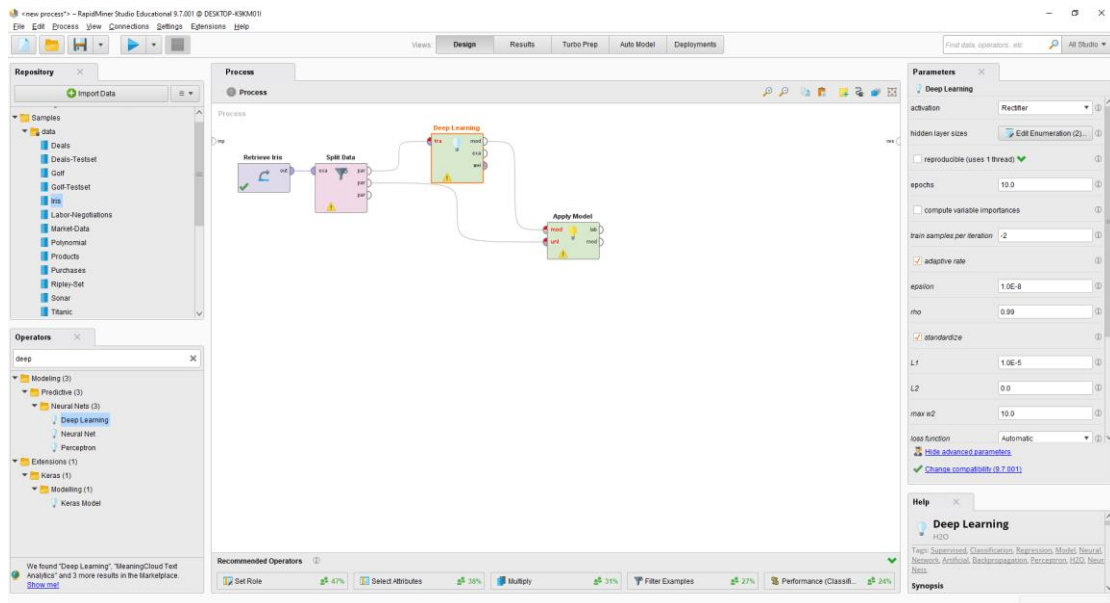 <new process*> – RapidMiner Studio Educational 9.7.001 @ DESKTOP-K9KM01I
File Edit Process View Connections Settings Extensions Help
Views: Design Results Turbo Prep Auto Model Deployments
Find data, operators...etc
All Studio
Repository
Import Data
Samples
data
Deals
Deals-Testset
Golf
Golf-Testset
Iris
Labor-Negotiations
Market-Data
Polynomial
Products
Purchases
Ripley-Set
Sonar
Titanic
Operators
deep
Modeling (3)
Predictive (3)
Neural Nets (3)
Deep Learning
Neural Net
Perceptron
Extensions (1)
Keras (1)
Modelling (1)
Keras Model
We found "Deep Learning", "MeaningCloud Text
Analytics" and 3 more results in the Marketplace.
Show me!
Process
Process
Process
inp
res
Retrieve Iris
out
Split Data
exa
par
par
par
Deep Learning
tra
mod
exa
wei
Apply Model
mod
lab
unl
mod
Recommended Operators
Set Role 47%
Select Attributes 38%
Multiply 31%
Filter Examples 27%
Performance (Classifi... 24%
Parameters
Deep Learning
activation Rectifier
hidden layer sizes Edit Enumeration (2)...
reproducible (uses 1
thread)
epochs 10.0
compute variable importances
train samples per iteration -2
adaptive rate
epsilon 1.0E-8
rho 0.99
standardize
L1 1.0E-5
L2 0.0
max w2 10.0
loss function Automatic
Hide advanced parameters
Change compatibility (9.7.001)
Help
Deep Learning
H2O
Tags: Supervised, Classification, Regression, Model, Neural,
Network, Artificial, Backpropagation, Perceptron, H2O,
Synopsis